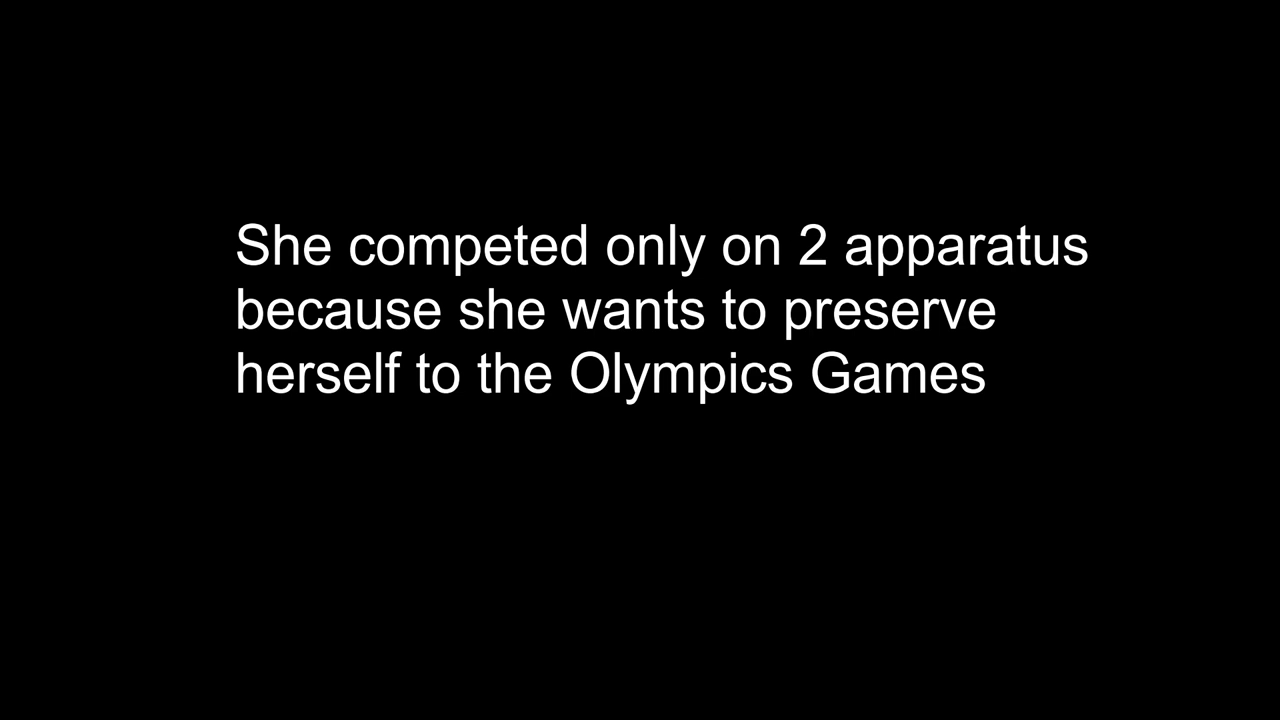 She competed only on 2 apparatus
because she wants to preserve
herself to the Olympics Games